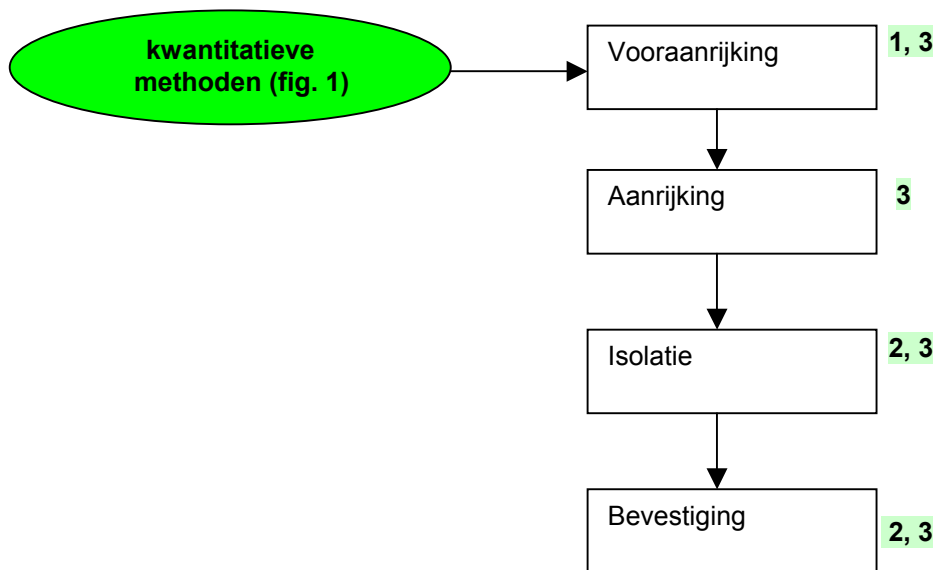 kwantitatieve
methoden (fig. 1)
Vooraanrijking
1, 3
Aanrijking
3
Isolatie
2, 3
Bevestiging
2, 3